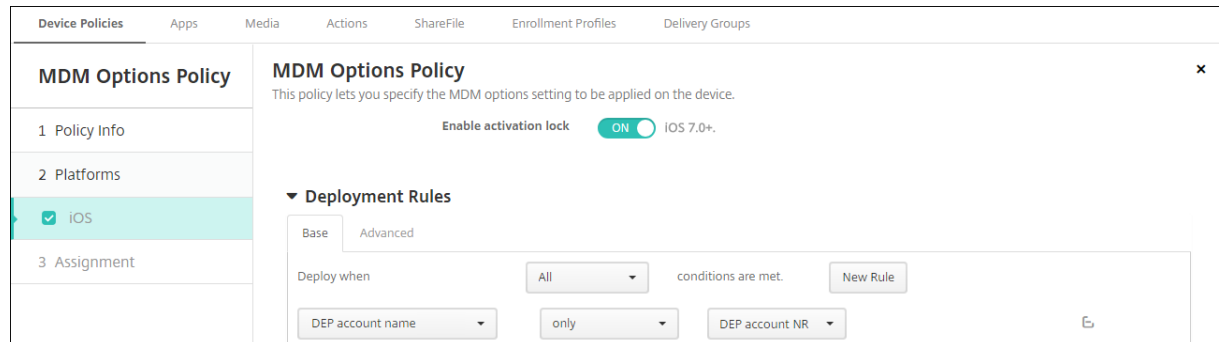 Device Policies Apps Media Actions ShareFile Enrollment Profiles Delivery Groups
MDM Options Policy
1 Policy Info
2 Platforms
iOS
3 Assignment
MDM Options Policy
This policy lets you specify the MDM options setting to be applied on the device.
Enable activation lock ON iOS 7.0+.
Deployment Rules
Base Advanced
Deploy when All conditions are met. New Rule
DEP account name only DEP account NR